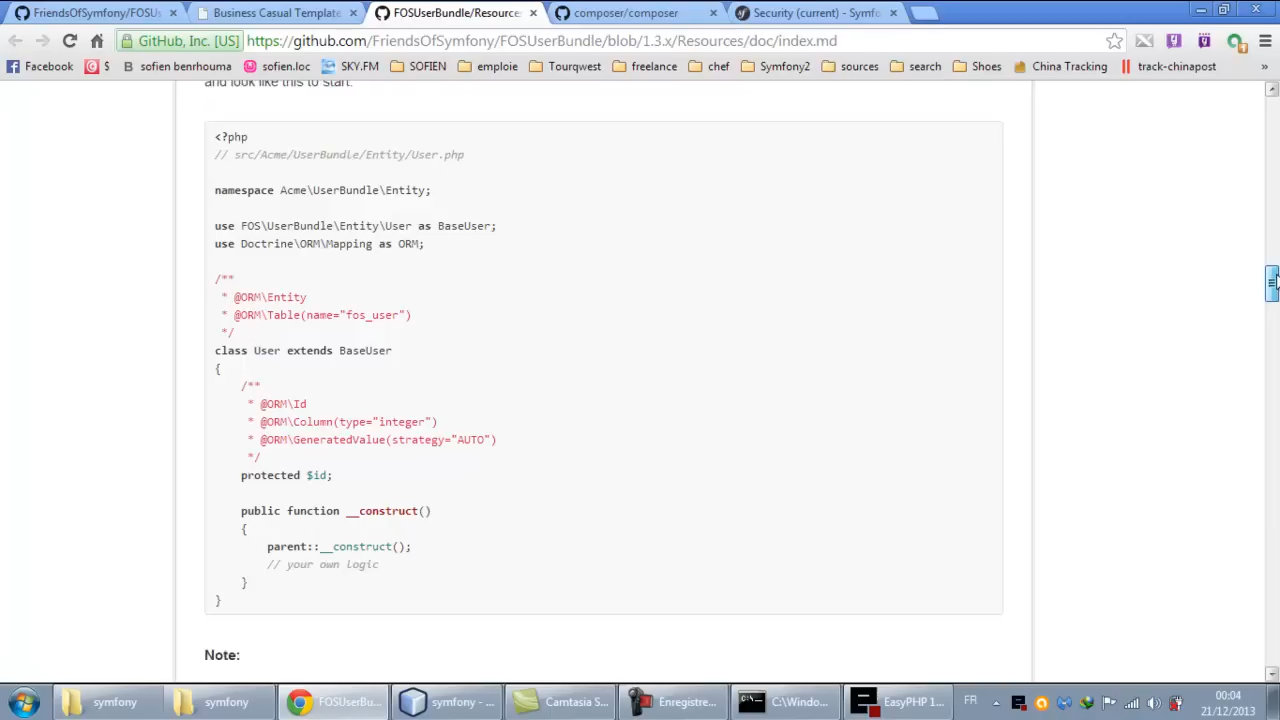 FriendsOfSymfony/FOSUs
Business Casual Template
FOSUserBundle/Resource
composer/composer
Security (current) - Symfo
GitHub, Inc. [US]
https://github.com/FriendsOfSymfony/FOSUserBundle/blob/1.3.x/Resources/doc/index.md
Facebook
$
sofien benrhouma
sofien.loc
SKY.FM
SOFIEN
emploie
Tourqwest
freelance
chef
Symfony2
sources
search
Shoes
China Tracking
track-chinapost
»
and look like this to start:
<?php
// src/Acme/UserBundle/Entity/User.php
namespace Acme\UserBundle\Entity;
use FOS\UserBundle\Entity\User as BaseUser;
use Doctrine\ORM\Mapping as ORM;
/**
* @ORM\Entity
* @ORM\Table(name="fos_user")
*/
class User extends BaseUser
{
/**
* @ORM\Id
* @ORM\Column(type="integer")
* @ORM\GeneratedValue(strategy="AUTO")
*/
protected $id;
public function __construct()
{
parent::__construct();
// your own logic
}
}
Note:
symfony
symfony
FOSUserBu...
symfony - ...
Camtasia S...
Enregistre...
C:\Window...
EasyPHP 1...
FR
00:04
21/12/2013